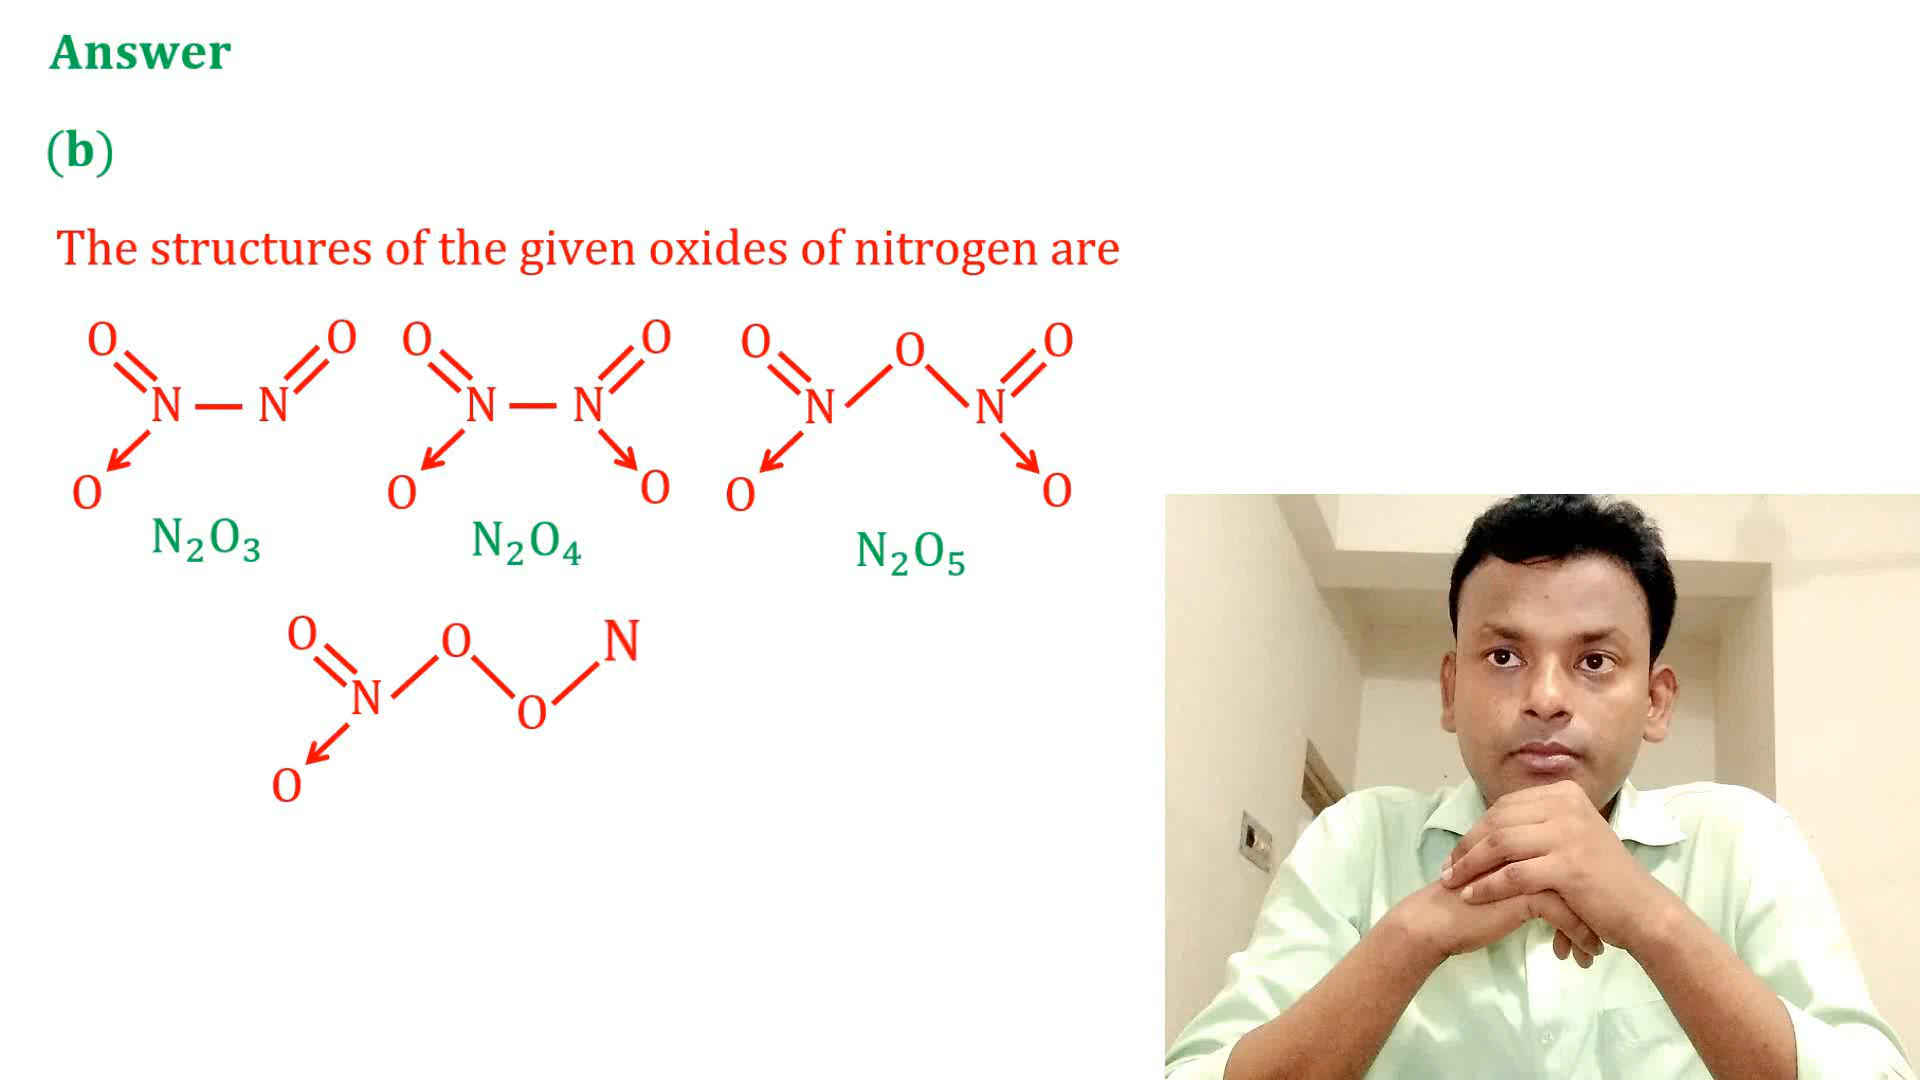 Answer
(b)
The structures of the given oxides of nitrogen are
O O O O O O O
N N N N N N
O O O O O
N₂O₃ N₂O₄ N₂O₅
O O N
N O
O